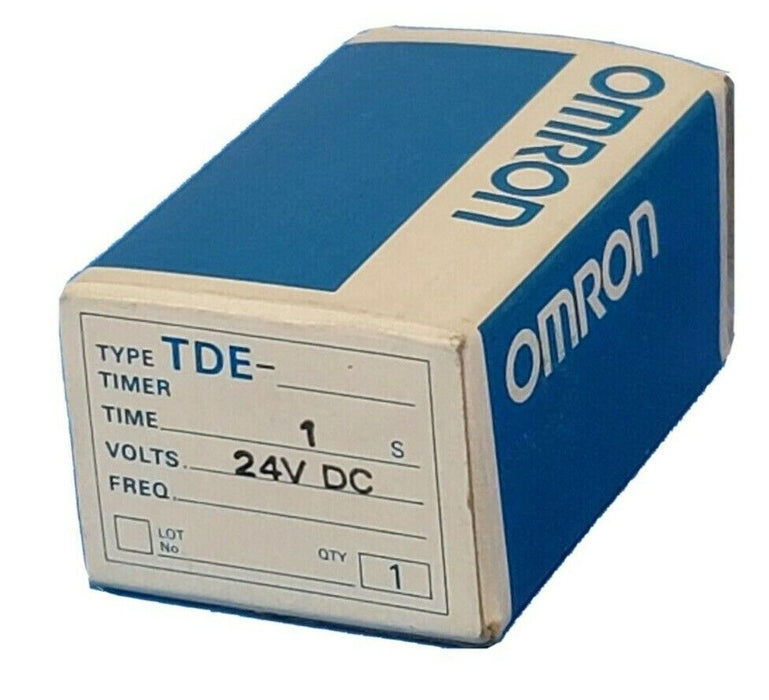 OMRON
OMRON
TYPE TDE-
TIMER
TIME 1 S
VOLTS. 24V DC
FREQ.
LOT
No
QTY 1